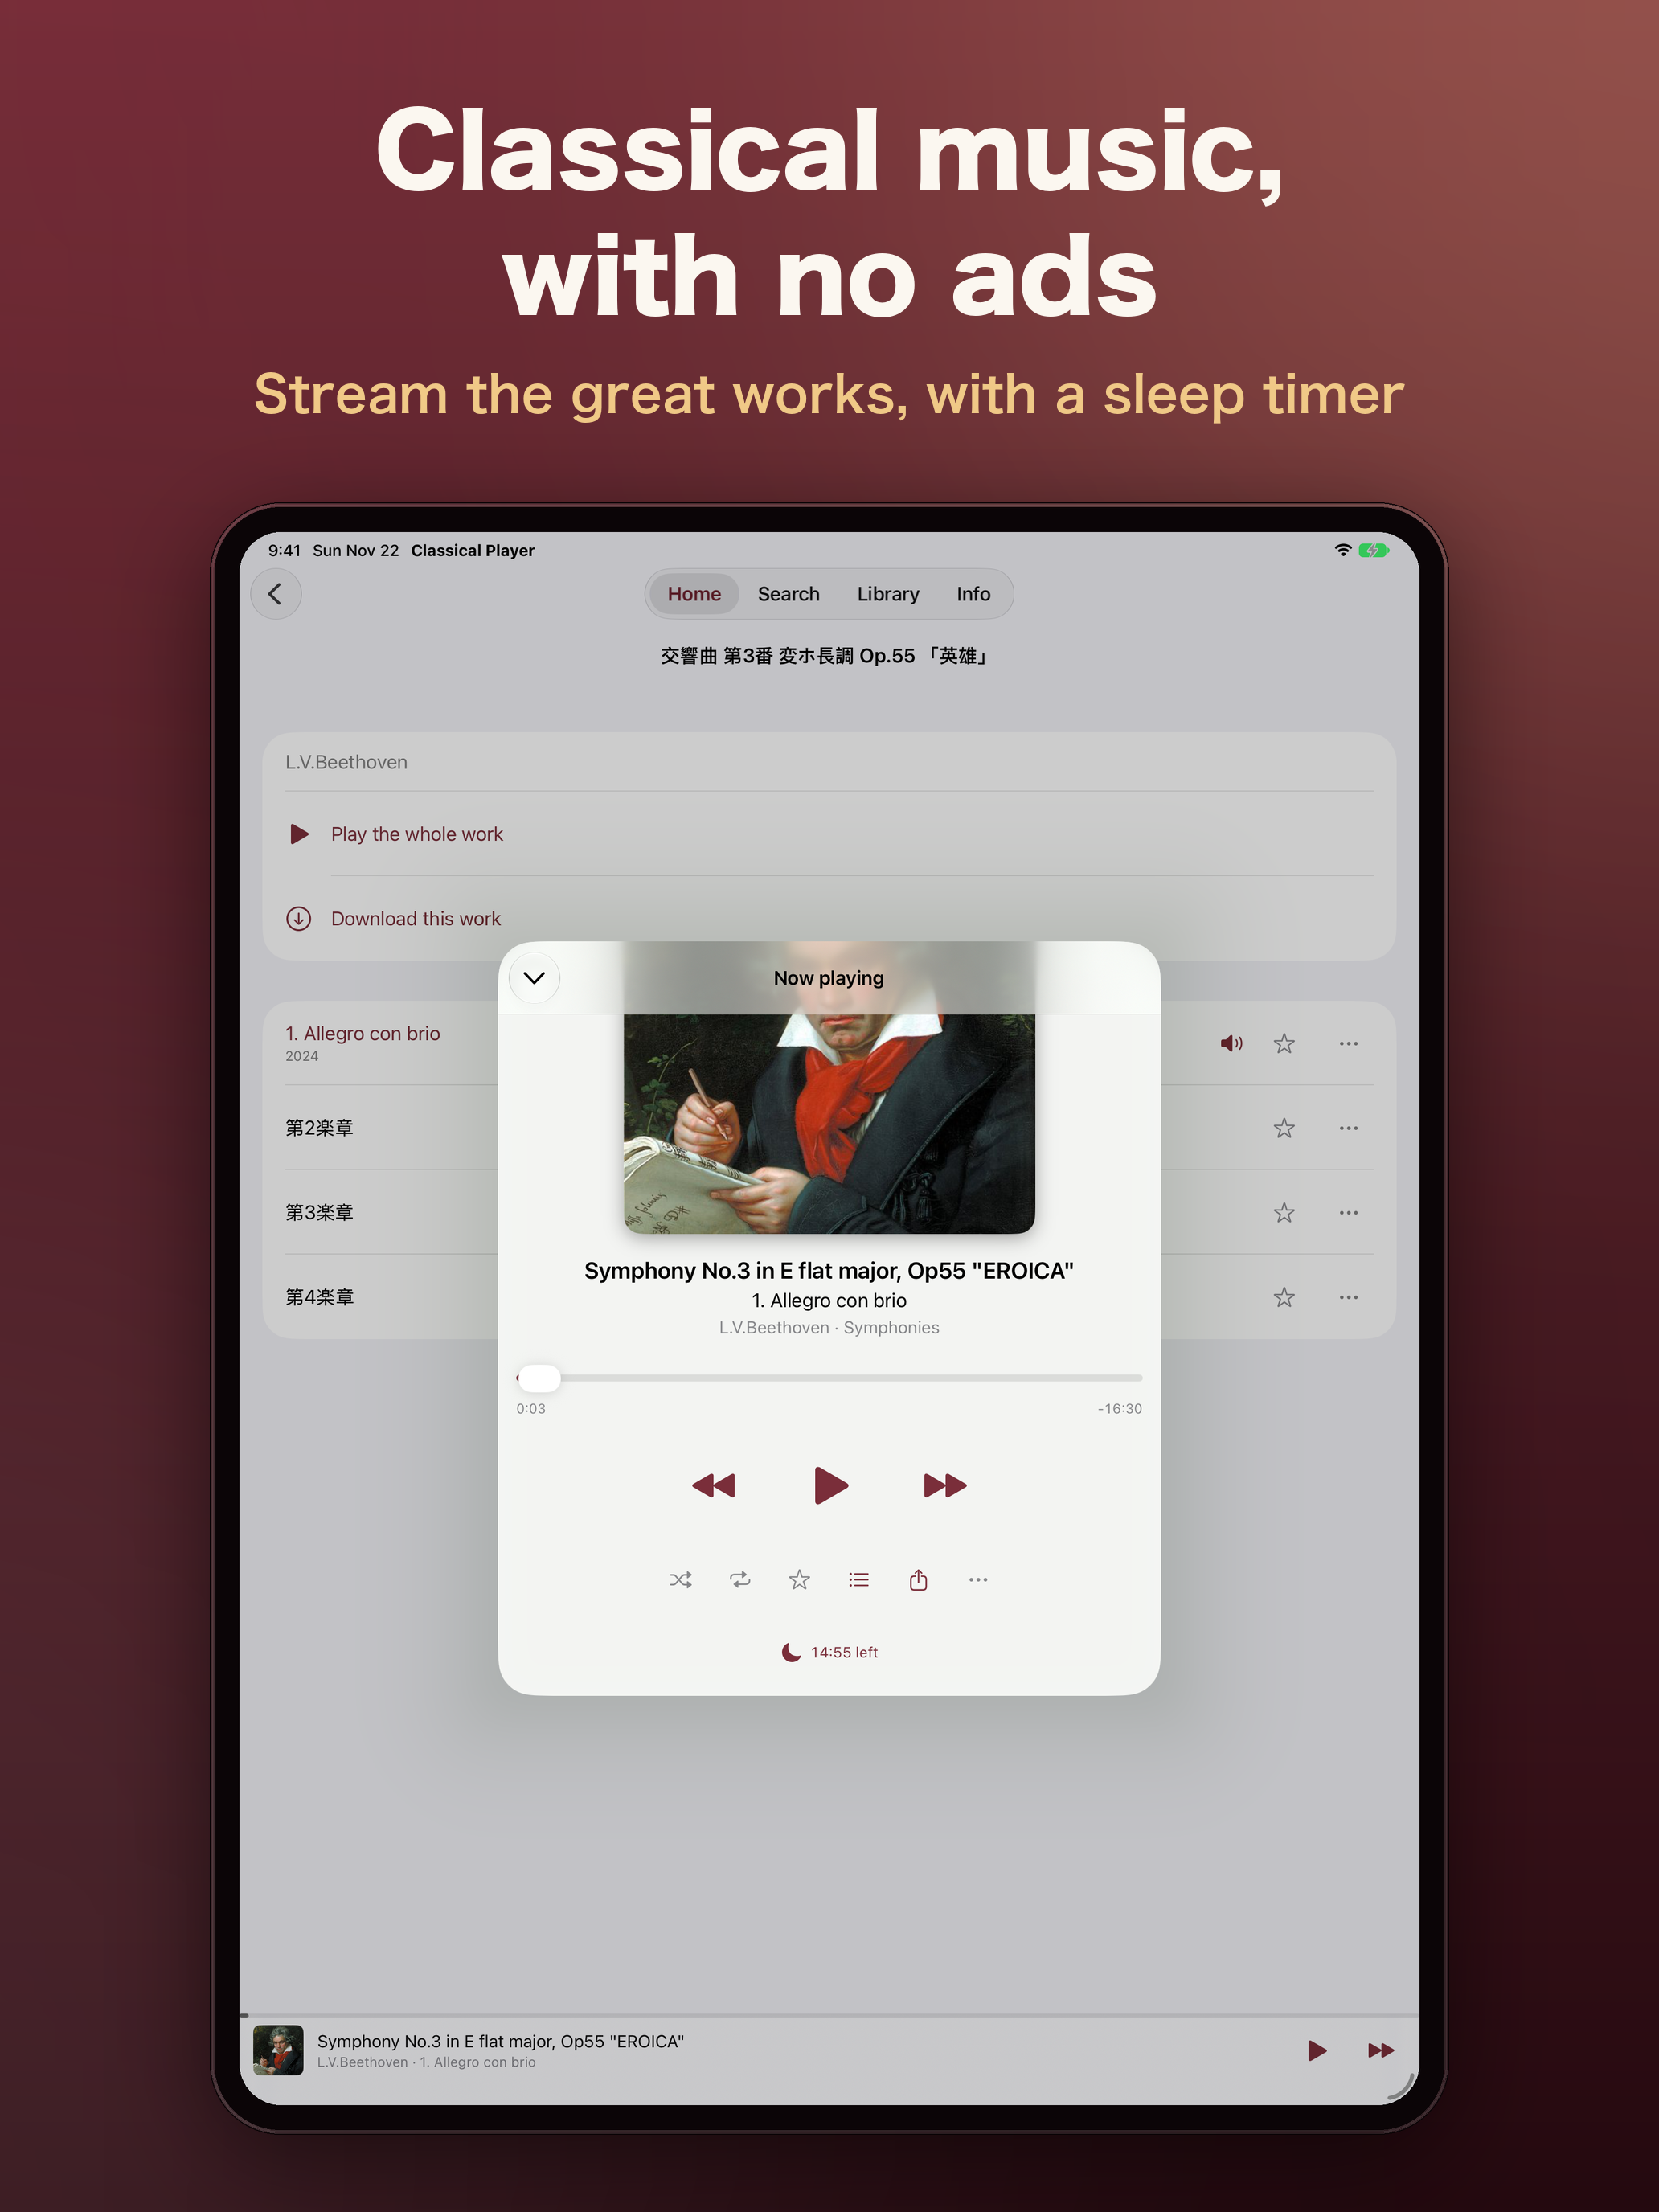 Classical music,
with no ads
Stream the great works, with a sleep timer
9:41 Sun Nov 22 Classical Player
Home Search Library Info
交響曲 第3番 変ホ長調 Op.55 「英雄」
L.V.Beethoven
Play the whole work
Download this work
1. Allegro con brio
2024
第2楽章
第3楽章
第4楽章
Now playing
Symphony No.3 in E flat major, Op55 "EROICA"
1. Allegro con brio
L.V.Beethoven · Symphonies
0:03 -16:30
14:55 left
Symphony No.3 in E flat major, Op55 "EROICA"
L.V.Beethoven · 1. Allegro con brio